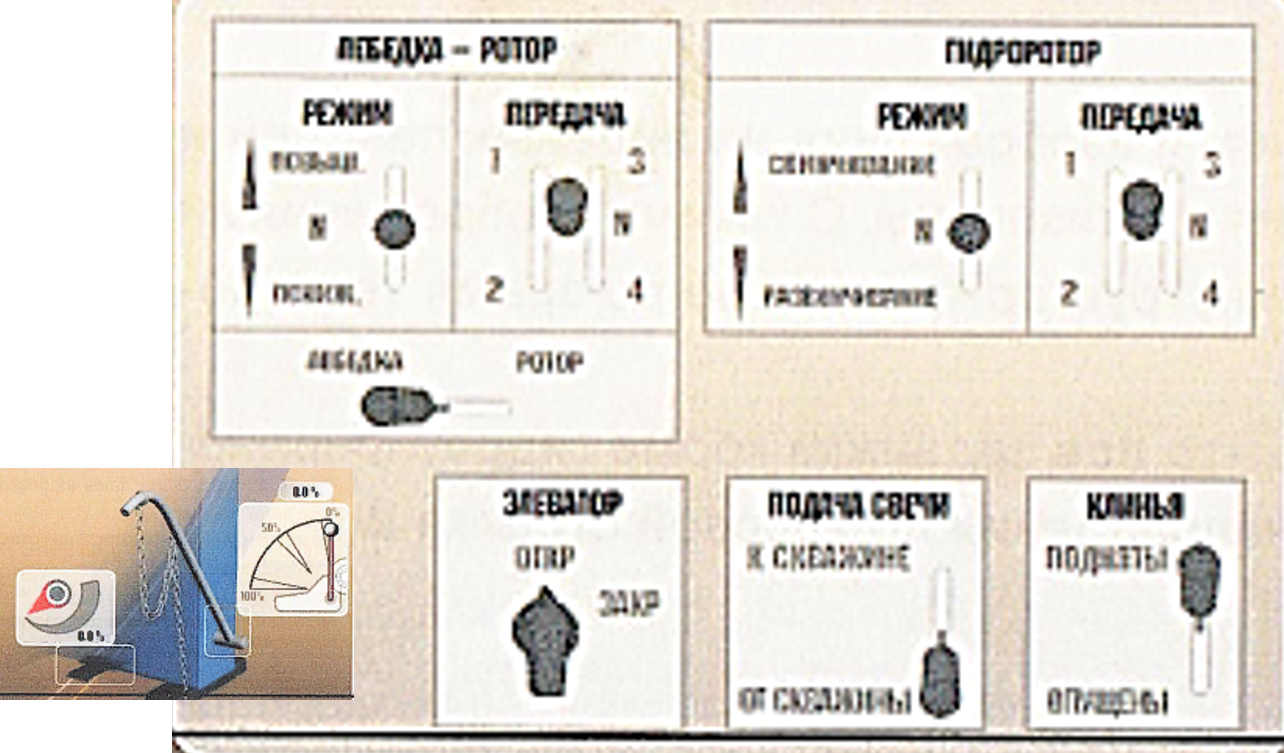 ЛЕБЕДКА – РОТОР
РЕЖИМ
ПЕРЕДАЧА
ПОВЫШ.
N
ПОНИЖ.
1 3
N
2 4
ЛЕБЕДКА РОТОР
ГИДРОРОТОР
РЕЖИМ
ПЕРЕДАЧА
СВИНЧИВАНИЕ
N
РАЗВИНЧИВАНИЕ
1 3
N
2 4
0.0 %
0%
50%
100%
0.0 %
ЭЛЕВАТОР
ОТКР
ЗАКР
ПОДАЧА СВЕЧИ
К СКВАЖИНЕ
ОТ СКВАЖИНЫ
КЛИНЬЯ
ПОДНЯТЫ
ОПУЩЕНЫ